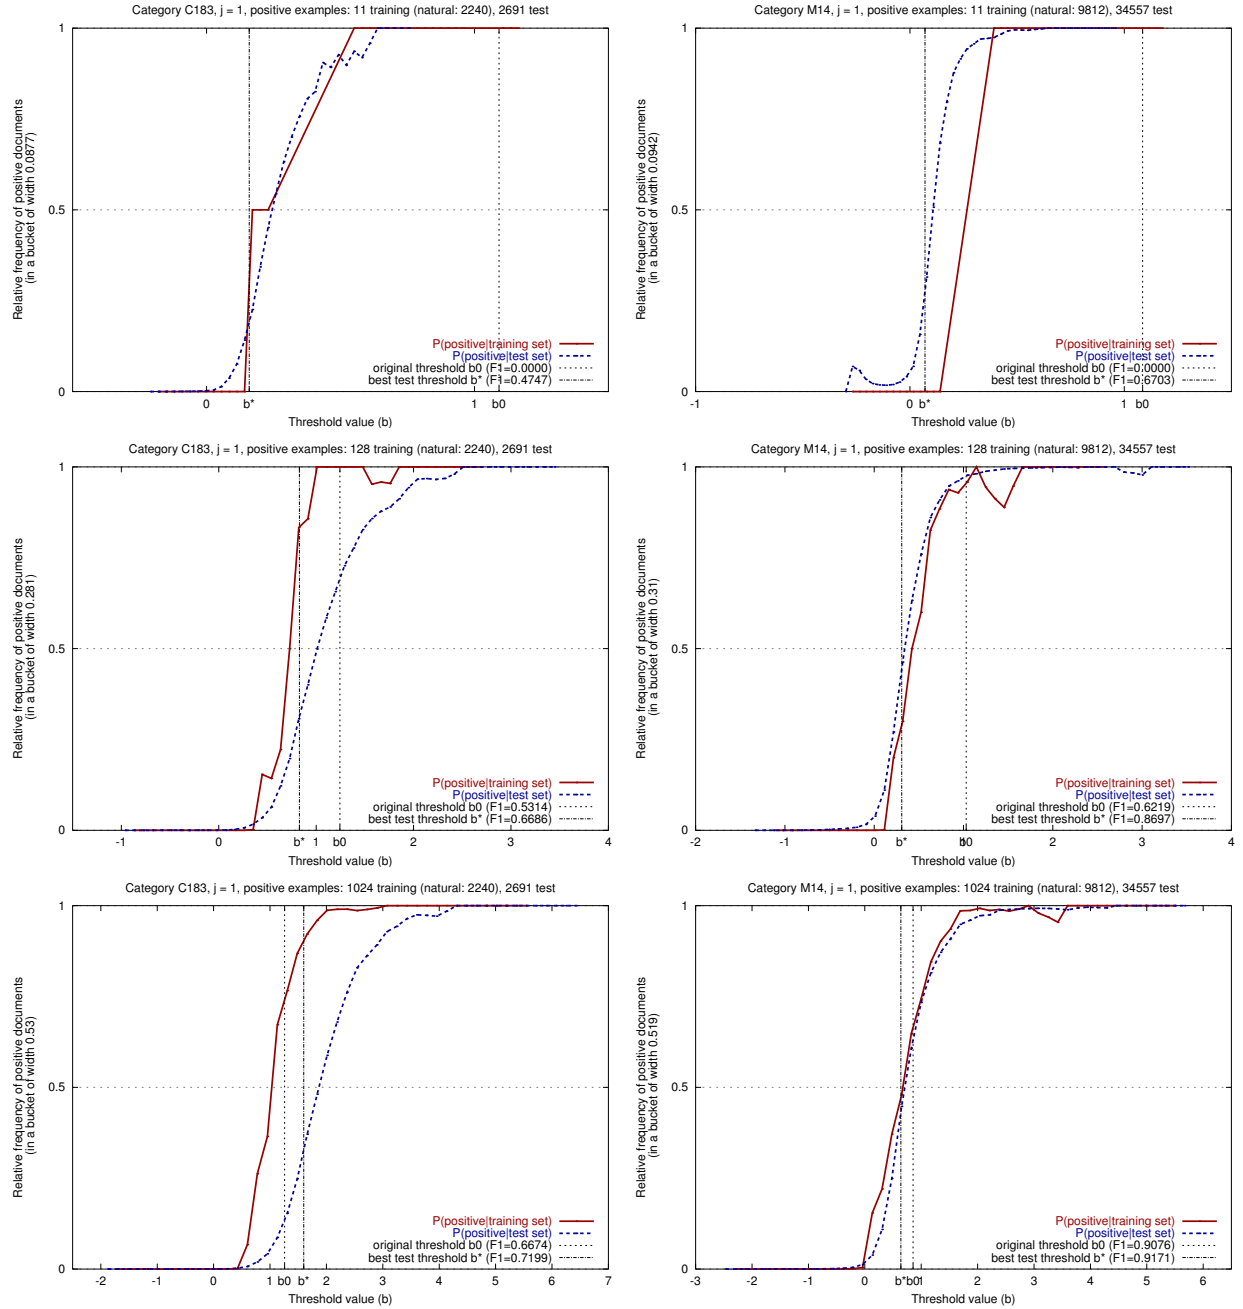 Category C183, j = 1, positive examples: 11 training (natural: 2240), 2691 test
Relative frequency of positive documents
(in a bucket of width 0.0877)
1
0.5
0
P(positive|training set)
P(positive|test set)
original threshold b0 (F1=0.0000)
best test threshold b* (F1=0.4747)
0 b* 1 b0
Threshold value (b)
Category M14, j = 1, positive examples: 11 training (natural: 9812), 34557 test
Relative frequency of positive documents
(in a bucket of width 0.0942)
1
0.5
0
P(positive|training set)
P(positive|test set)
original threshold b0 (F1=0.0000)
best test threshold b* (F1=0.6703)
-1 0 b* 1 b0
Threshold value (b)
Category C183, j = 1, positive examples: 128 training (natural: 2240), 2691 test
Relative frequency of positive documents
(in a bucket of width 0.281)
1
0.5
0
P(positive|training set)
P(positive|test set)
original threshold b0 (F1=0.5314)
best test threshold b* (F1=0.6686)
-1 0 b* 1 b0 2 3 4
Threshold value (b)
Category M14, j = 1, positive examples: 128 training (natural: 9812), 34557 test
Relative frequency of positive documents
(in a bucket of width 0.31)
1
0.5
0
P(positive|training set)
P(positive|test set)
original threshold b0 (F1=0.6219)
best test threshold b* (F1=0.8697)
-2 -1 0 b* 1 b0 2 3 4
Threshold value (b)
Category C183, j = 1, positive examples: 1024 training (natural: 2240), 2691 test
Relative frequency of positive documents
(in a bucket of width 0.53)
1
0.5
0
P(positive|training set)
P(positive|test set)
original threshold b0 (F1=0.6674)
best test threshold b* (F1=0.7199)
-2 -1 0 1 b0 b* 2 3 4 5 6 7
Threshold value (b)
Category M14, j = 1, positive examples: 1024 training (natural: 9812), 34557 test
Relative frequency of positive documents
(in a bucket of width 0.519)
1
0.5
0
P(positive|training set)
P(positive|test set)
original threshold b0 (F1=0.9076)
best test threshold b* (F1=0.9171)
-3 -2 -1 0 b* b0 1 2 3 4 5 6
Threshold value (b)